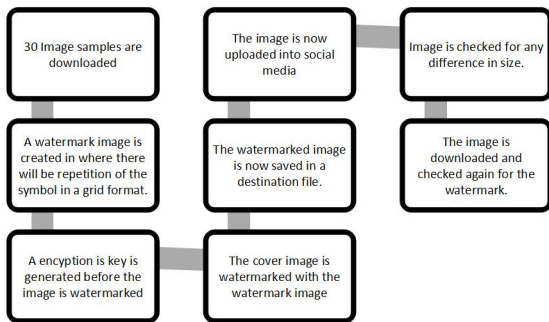 30 Image samples are
downloaded
A watermark image is
created in where there
will be repetition of the
symbol in a grid format.
A encyption is key is
generated before the
image is watermarked
The cover image is
watermarked with the
watermark image
The watermarked image
is now saved in a
destination file.
The image is now
uploaded into social
media
Image is checked for any
difference in size.
The image is
downloaded and
checked again for the
watermark.